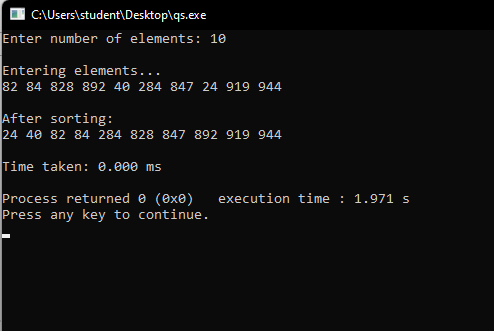 C:\Users\student\Desktop\qs.exe
Enter number of elements: 10
Entering elements...
82 84 828 892 40 284 847 24 919 944
After sorting:
24 40 82 84 284 828 847 892 919 944
Time taken: 0.000 ms
Process returned 0 (0x0)   execution time : 1.971 s
Press any key to continue.